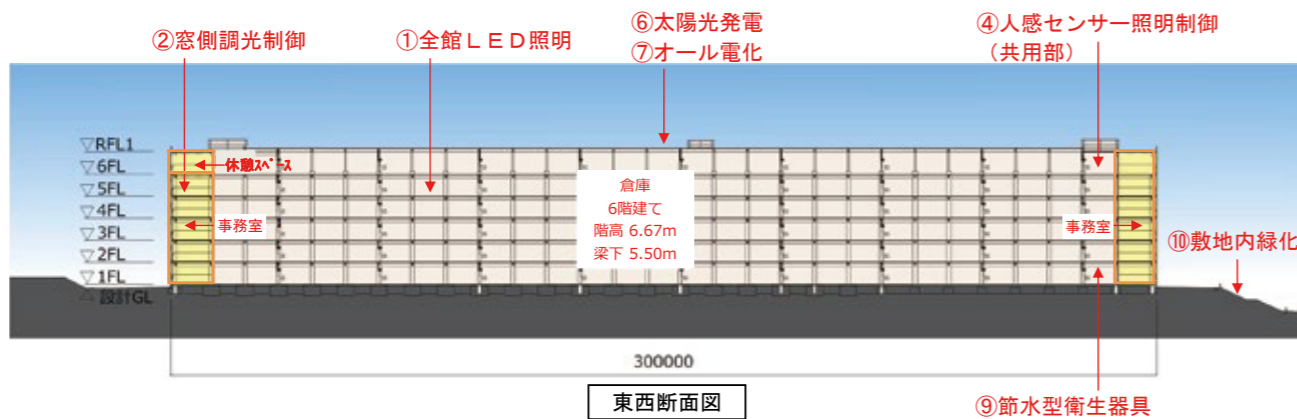 ⑥太陽光発電
②窓側調光制御
①全館ＬＥＤ照明
⑦オール電化
④人感センサー照明制御
（共用部）
▽RFL1
▽6FL
▽5FL
▽4FL
▽3FL
▽2FL
▽1FL
設計GL
休憩ｽﾍﾟｰｽ
事務室
倉庫
6階建て
階高 6.67m
梁下 5.50m
事務室
⑩敷地内緑化
300000
東西断面図
⑨節水型衛生器具